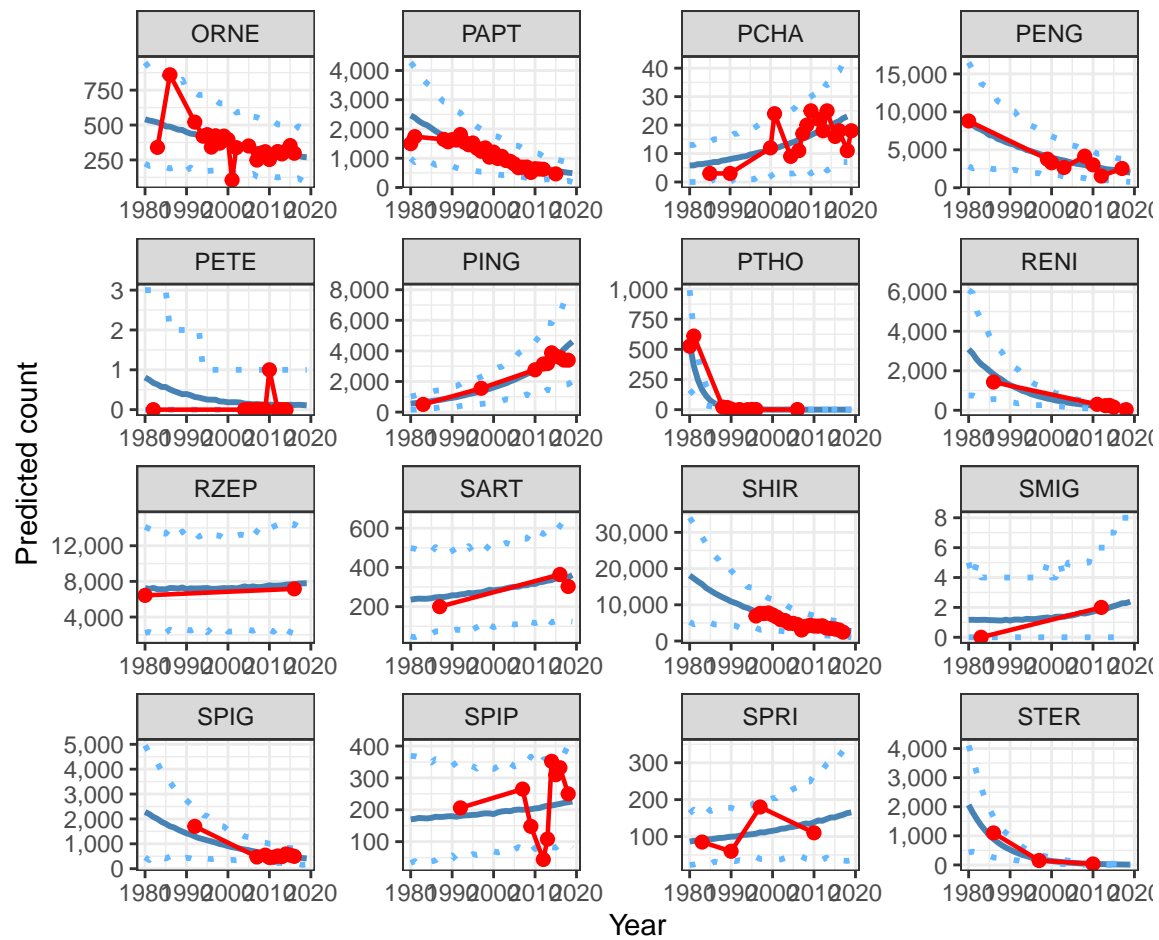 ORNE PAPT PCHA PENG
750 4,000 40 15,000
500 3,000 30 10,000
250 2,000 20 5,000
1,000 10 0
0 0
1980 1990 2000 2010 2020 1980 1990 2000 2010 2020 1980 1990 2000 2010 2020 1980 1990 2000 2010 2020
PETE PING PTHO RENI
3 8,000 1,000 6,000
2 6,000 750 4,000
1 4,000 500 2,000
0 2,000 250 0
0 0
1980 1990 2000 2010 2020 1980 1990 2000 2010 2020 1980 1990 2000 2010 2020 1980 1990 2000 2010 2020
RZEP SART SHIR SMIG
12,000 600 30,000 8
8,000 400 20,000 6
4,000 200 10,000 4
0 2
0
1980 1990 2000 2010 2020 1980 1990 2000 2010 2020 1980 1990 2000 2010 2020 1980 1990 2000 2010 2020
SPIG SPIP SPRI STER
5,000 400 300 4,000
4,000 300 200 3,000
3,000 200 100 2,000
2,000 100 1,000
1,000 0
0
1980 1990 2000 2010 2020 1980 1990 2000 2010 2020 1980 1990 2000 2010 2020 1980 1990 2000 2010 2020
Predicted count
Year